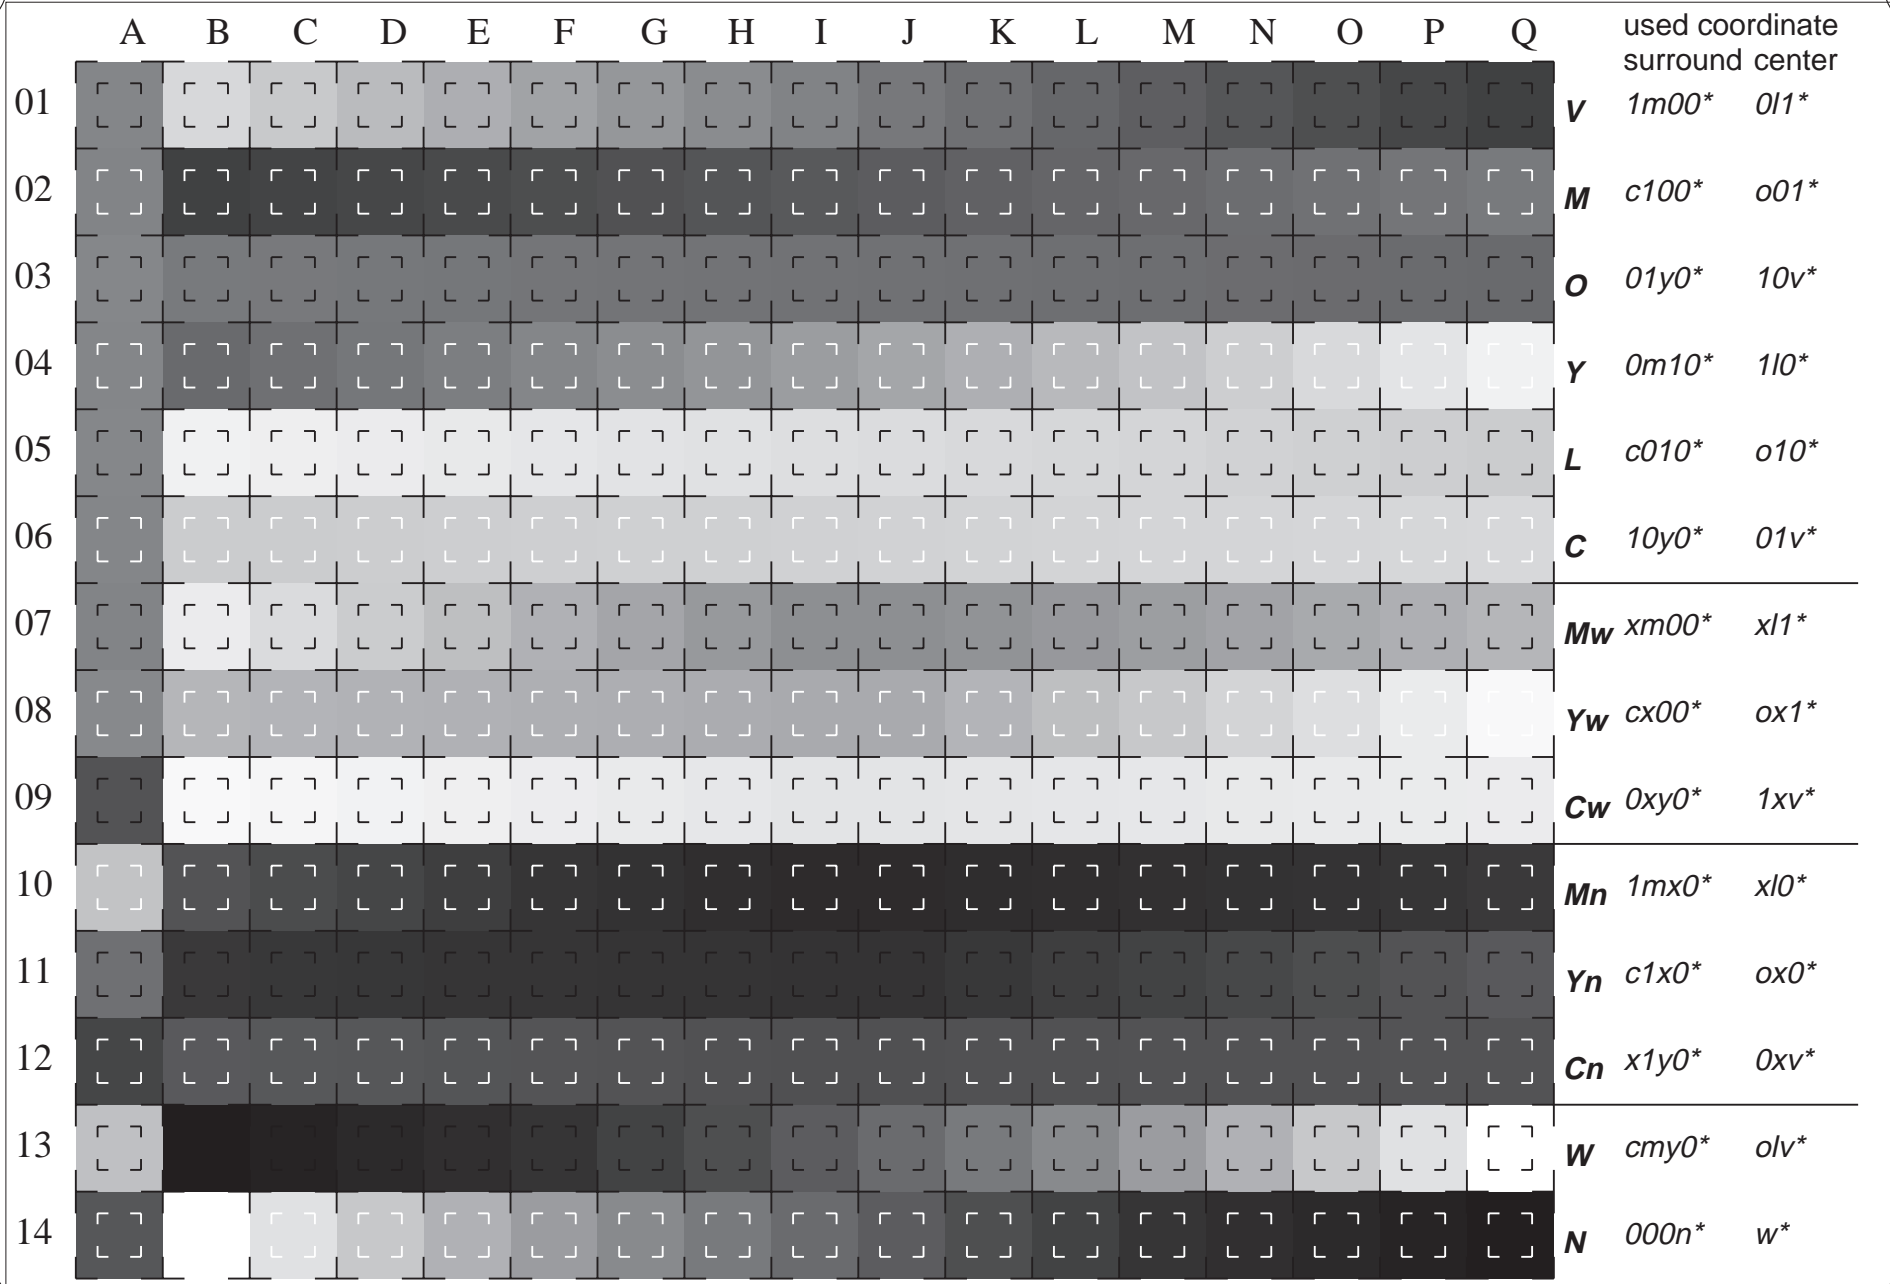 A B C D E F G H I J K L M N O P Q used coordinate
surround center
01 V 1m00* 0l1*
02 M c100* o01*
03 O 01y0* 10v*
04 Y 0m10* 1l0*
05 L c010* o10*
06 C 10y0* 01v*
07 Mw xm00* xl1*
08 Yw cx00* ox1*
09 Cw 0xy0* 1xv*
10 Mn 1mx0* xl0*
11 Yn c1x0* ox0*
12 Cn x1y0* 0xv*
13 W cmy0* olv*
14 N 000n* w*